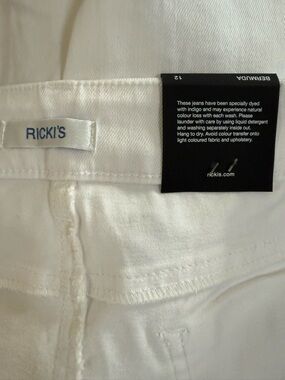 BERMUDA
12
RICKI'S
These jeans have been specially dyed
with indigo and may experience natural
colour loss with each wash. Please
launder with care by using liquid detergent
and washing separately inside out.
Hang to dry. Avoid colour transfer onto
light coloured fabric and upholstery.
rickis.com